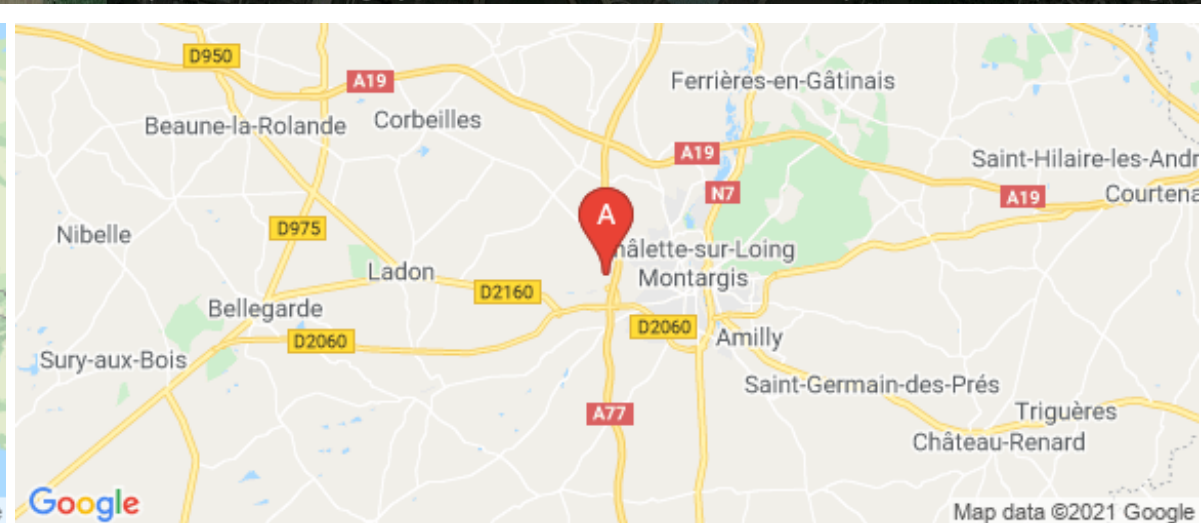 D950
A19
Ferrières-en-Gâtinais
Beaune-la-Rolande
Corbeilles
A19
Saint-Hilaire-les-Andr
N7
A19
Courtena
A
Nibelle
D975
hâlette-sur-Loing
Ladon
Montargis
D2160
Bellegarde
D2060
D2060
Amilly
Sury-aux-Bois
Saint-Germain-des-Prés
A77
Triguères
Château-Renard
Google
Map data ©2021 Google